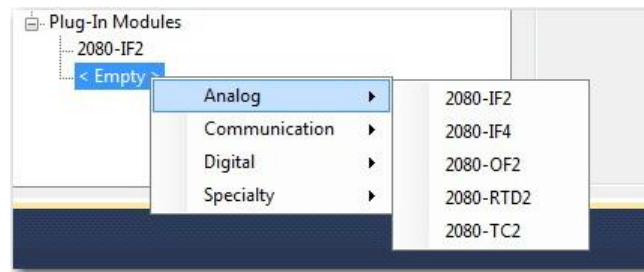 Plug-In Modules
2080-IF2
< Empty >
Analog
Communication
Digital
Specialty
2080-IF2
2080-IF4
2080-OF2
2080-RTD2
2080-TC2